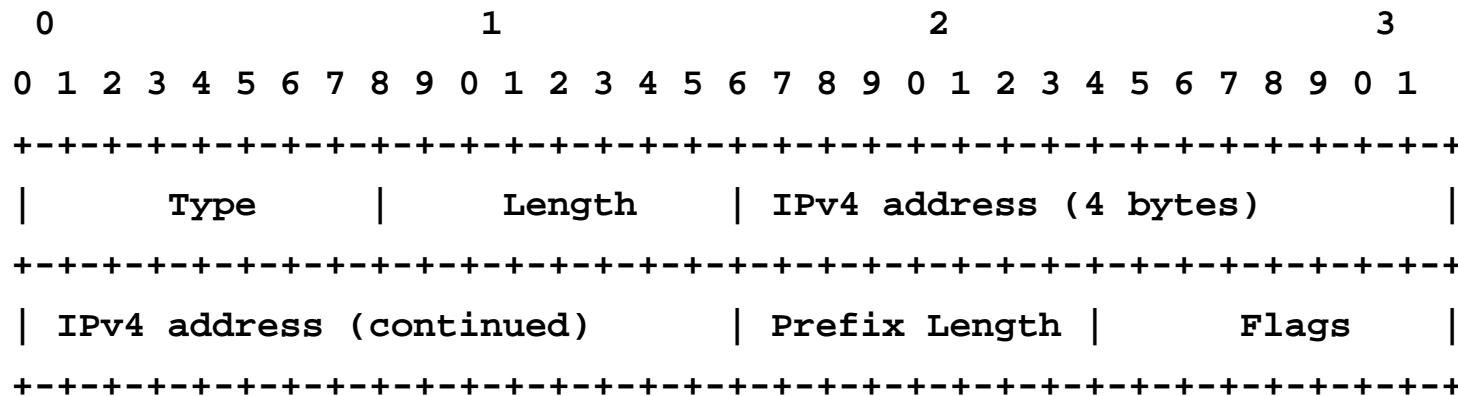 0                   1                   2                   3
0 1 2 3 4 5 6 7 8 9 0 1 2 3 4 5 6 7 8 9 0 1 2 3 4 5 6 7 8 9 0 1
+-+-+-+-+-+-+-+-+-+-+-+-+-+-+-+-+-+-+-+-+-+-+-+-+-+-+-+-+-+-+-+-+
|      Type     |     Length    | IPv4 address (4 bytes)        |
+-+-+-+-+-+-+-+-+-+-+-+-+-+-+-+-+-+-+-+-+-+-+-+-+-+-+-+-+-+-+-+-+
| IPv4 address (continued)      | Prefix Length |      Flags    |
+-+-+-+-+-+-+-+-+-+-+-+-+-+-+-+-+-+-+-+-+-+-+-+-+-+-+-+-+-+-+-+-+